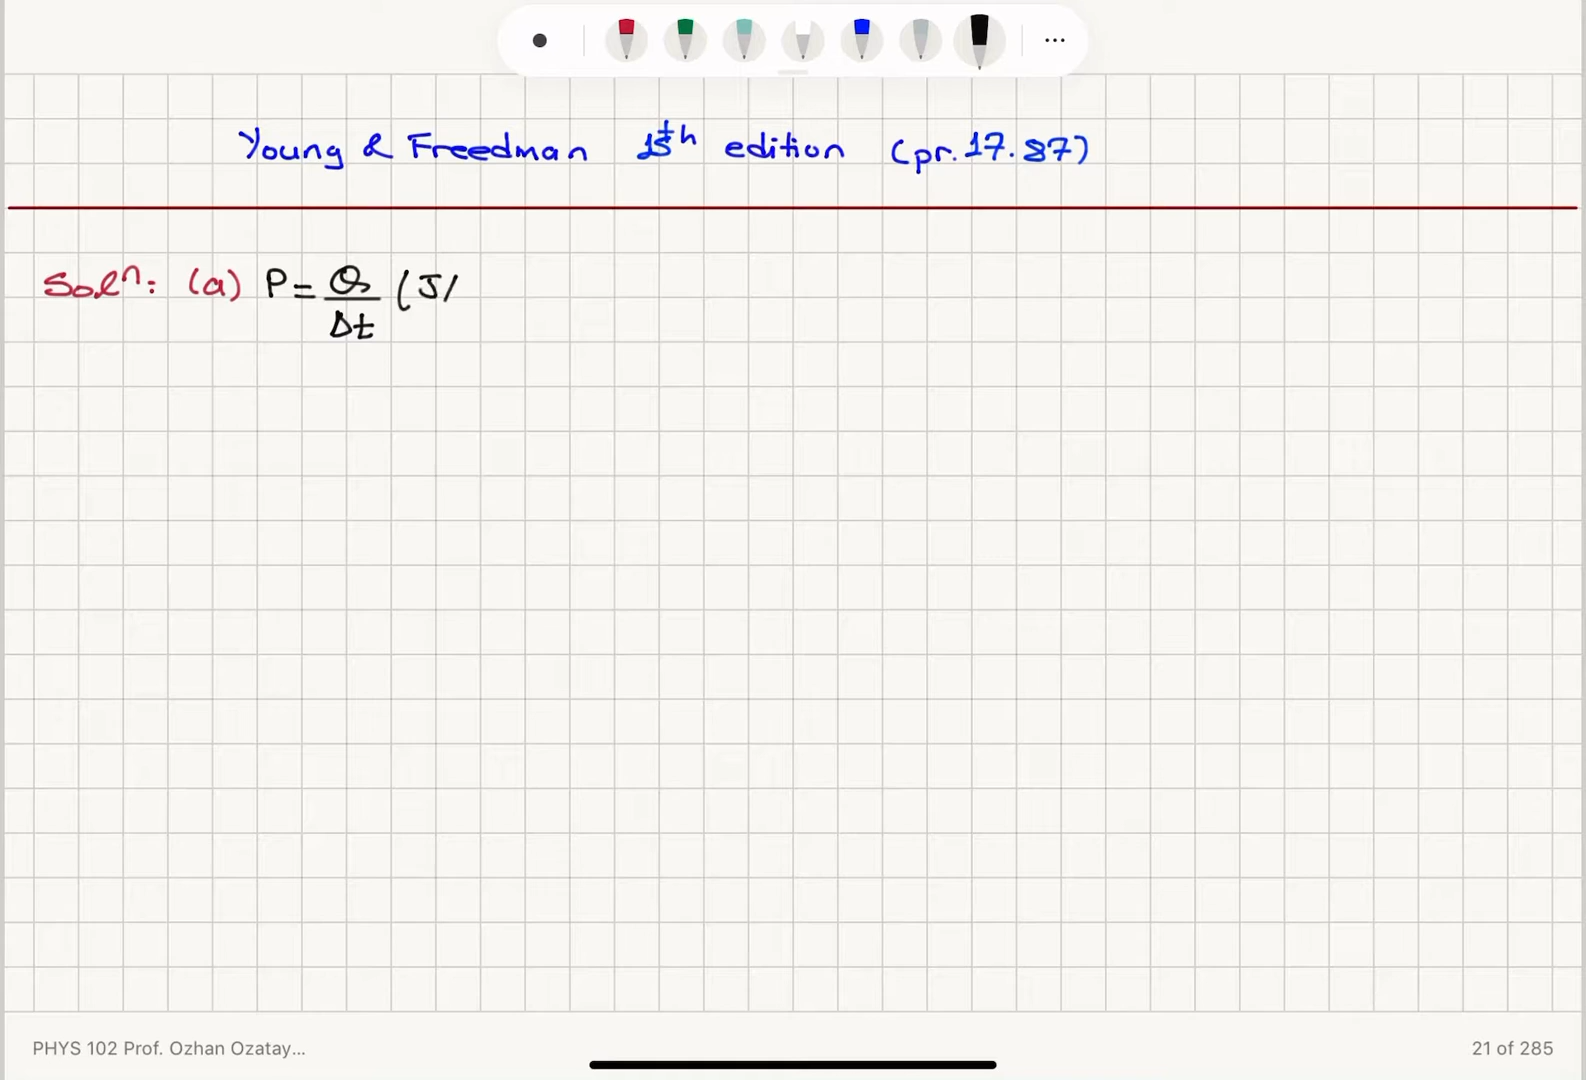 Young & Freedman 15th edition (pr. 17.87)
Solⁿ: (a) P = Q/Δt (J/
PHYS 102 Prof. Ozhan Ozatay...
21 of 285